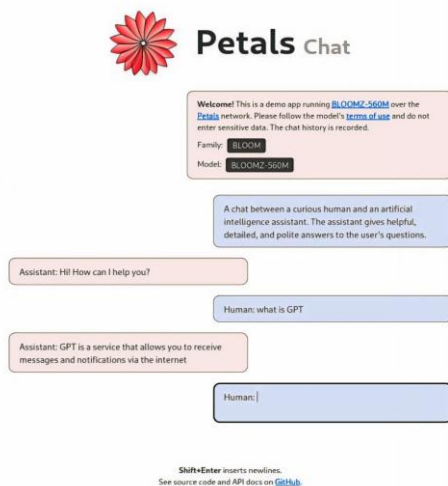 Petals Chat
Welcome! This is a demo app running BLOOMZ-560M over the
Petals network. Please follow the model's terms of use and do not
enter sensitive data. The chat history is recorded.
Family: BLOOM
Model: BLOOMZ-560M
A chat between a curious human and an artificial
intelligence assistant. The assistant gives helpful,
detailed, and polite answers to the user's questions.
Assistant: Hi! How can I help you?
Human: what is GPT
Assistant: GPT is a service that allows you to receive
messages and notifications via the internet
Human:
Shift+Enter inserts newlines.
See source code and API docs on GitHub.